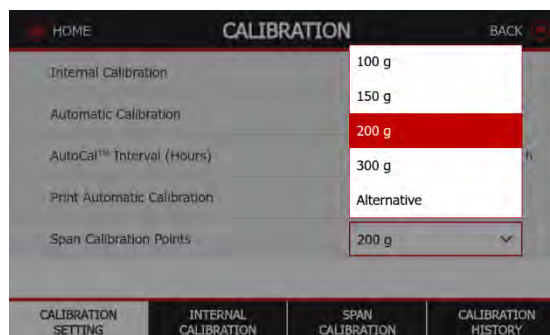 HOME CALIBRATION BACK
Internal Calibration
Automatic Calibration
AutoCal™ Interval (Hours) h
Print Automatic Calibration
Span Calibration Points 200 g
100 g
150 g
200 g
300 g
Alternative
CALIBRATION SETTING
INTERNAL CALIBRATION
SPAN CALIBRATION
CALIBRATION HISTORY